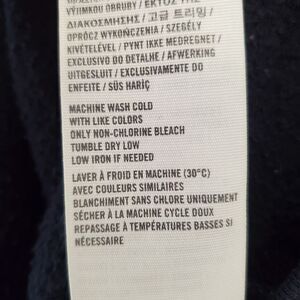 VÝJIMKOU OBRUBY / ΕΚΤΟΣ ΤΗΣ
ΔΙΑΚΟΣΜΗΣΗΣ / 고급 트리밍 /
OPRÓCZ WYKOŃCZENIA / SZEGÉLY
KIVÉTELÉVEL / PYNT IKKE MEDREGNET /
EXCLUSIVO DO DETALHE / AFWERKING
UITGESLUIT / EXCLUSIVAMENTO DO
ENFEITE / SÜS HARİÇ
MACHINE WASH COLD
WITH LIKE COLORS
ONLY NON-CHLORINE BLEACH
TUMBLE DRY LOW
LOW IRON IF NEEDED
LAVER À FROID EN MACHINE (30°C)
AVEC COULEURS SIMILAIRES
BLANCHIMENT SANS CHLORE UNIQUEMENT
SÉCHER À LA MACHINE CYCLE DOUX
REPASSAGE À TEMPÉRATURES BASSES SI
NÉCESSAIRE